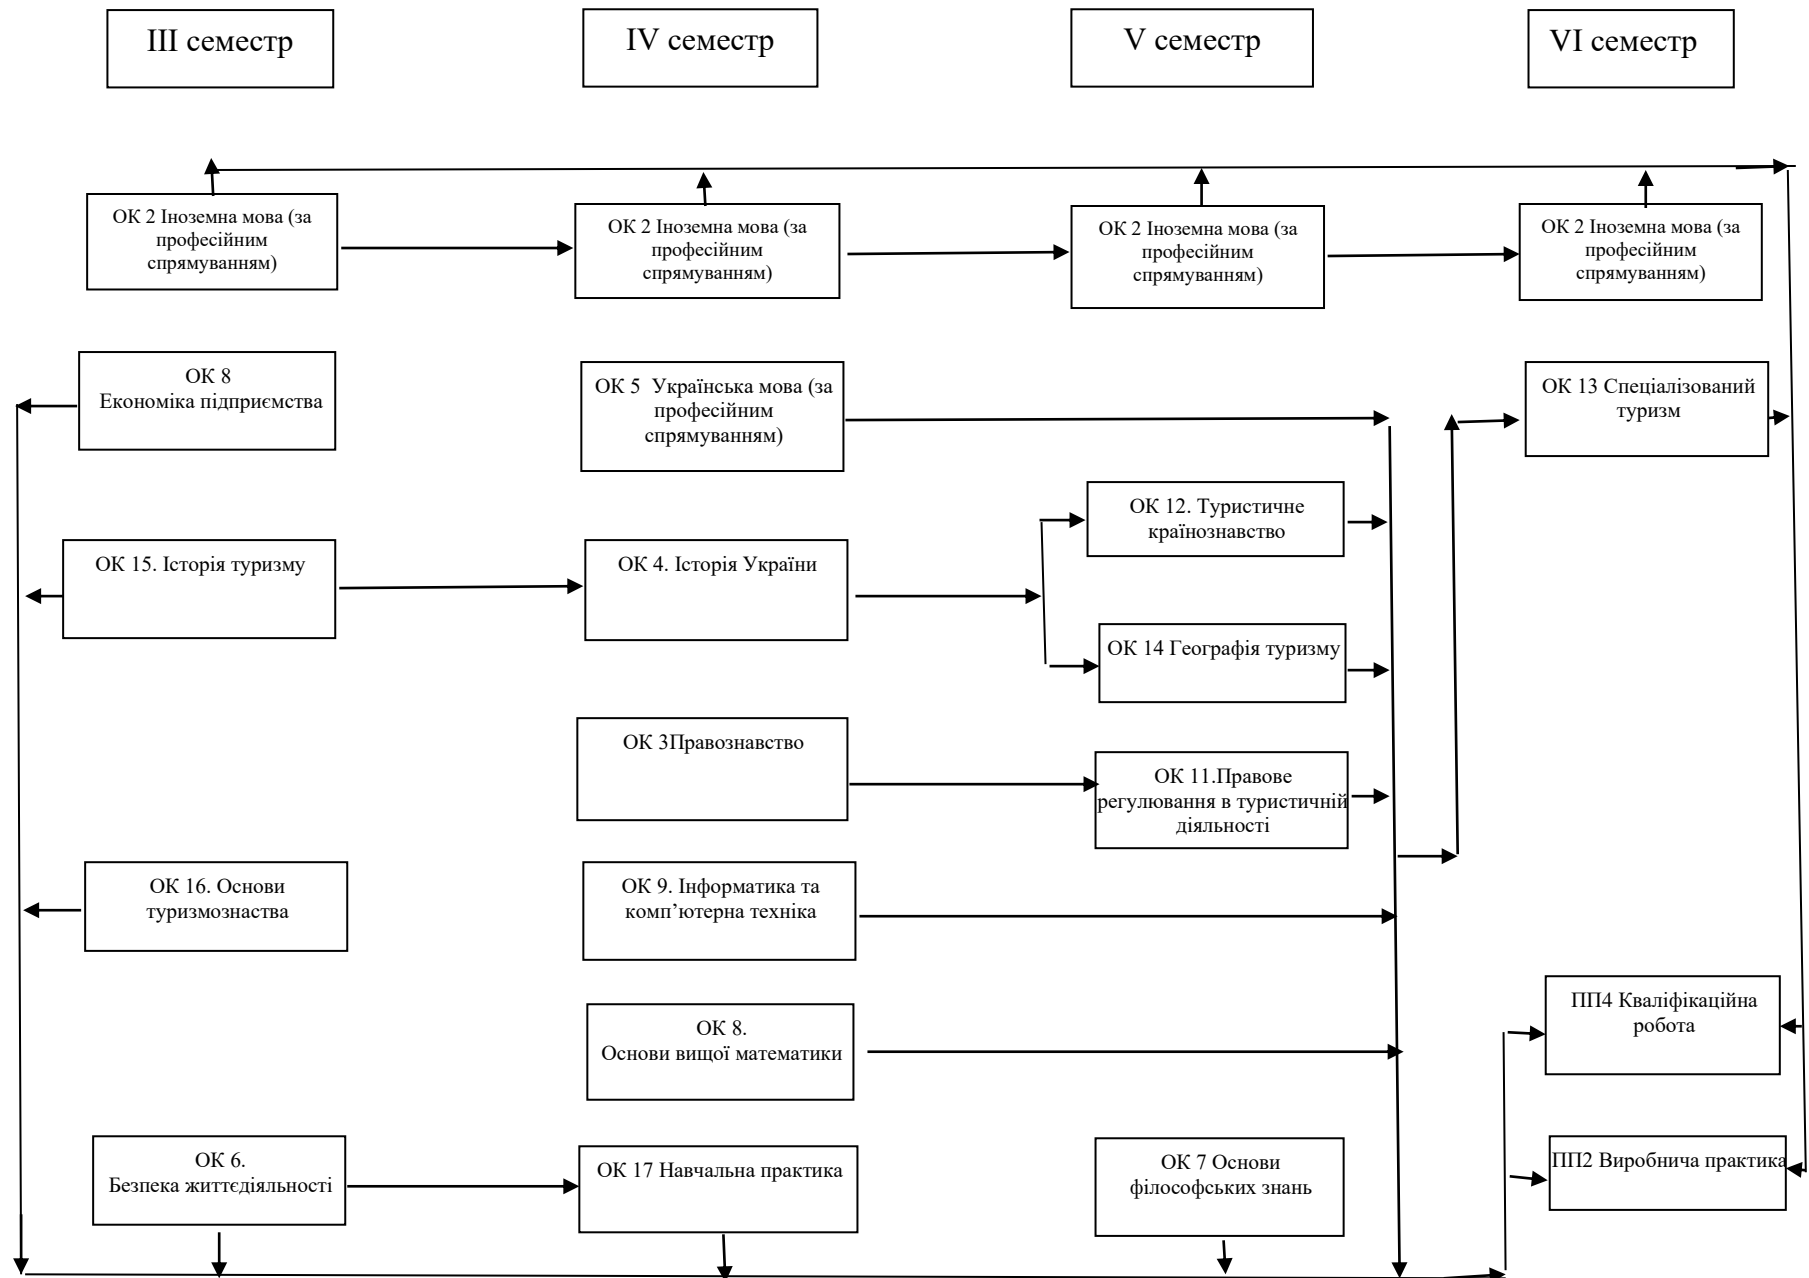 III семестр
IV семестр
V семестр
VI семестр
ОК 2 Іноземна мова (за
професійним
спрямуванням)
ОК 2 Іноземна мова (за
професійним
спрямуванням)
ОК 2 Іноземна мова (за
професійним
спрямуванням)
ОК 2 Іноземна мова (за
професійним
спрямуванням)
ОК 8
Економіка підприємства
ОК 5 Українська мова (за
професійним
спрямуванням)
ОК 13 Спеціалізований
туризм
ОК 12. Туристичне
країнознавство
ОК 15. Історія туризму
ОК 4. Історія України
ОК 14 Географія туризму
ОК 3Правознавство
ОК 11.Правове
регулювання в туристичній
діяльності
ОК 16. Основи
туризмознаства
ОК 9. Інформатика та
комп’ютерна техніка
ОК 8.
Основи вищої математики
ПП4 Кваліфікаційна
робота
ОК 6.
Безпека життєдіяльності
ОК 17 Навчальна практика
ОК 7 Основи
філософських знань
ПП2 Виробнича практика